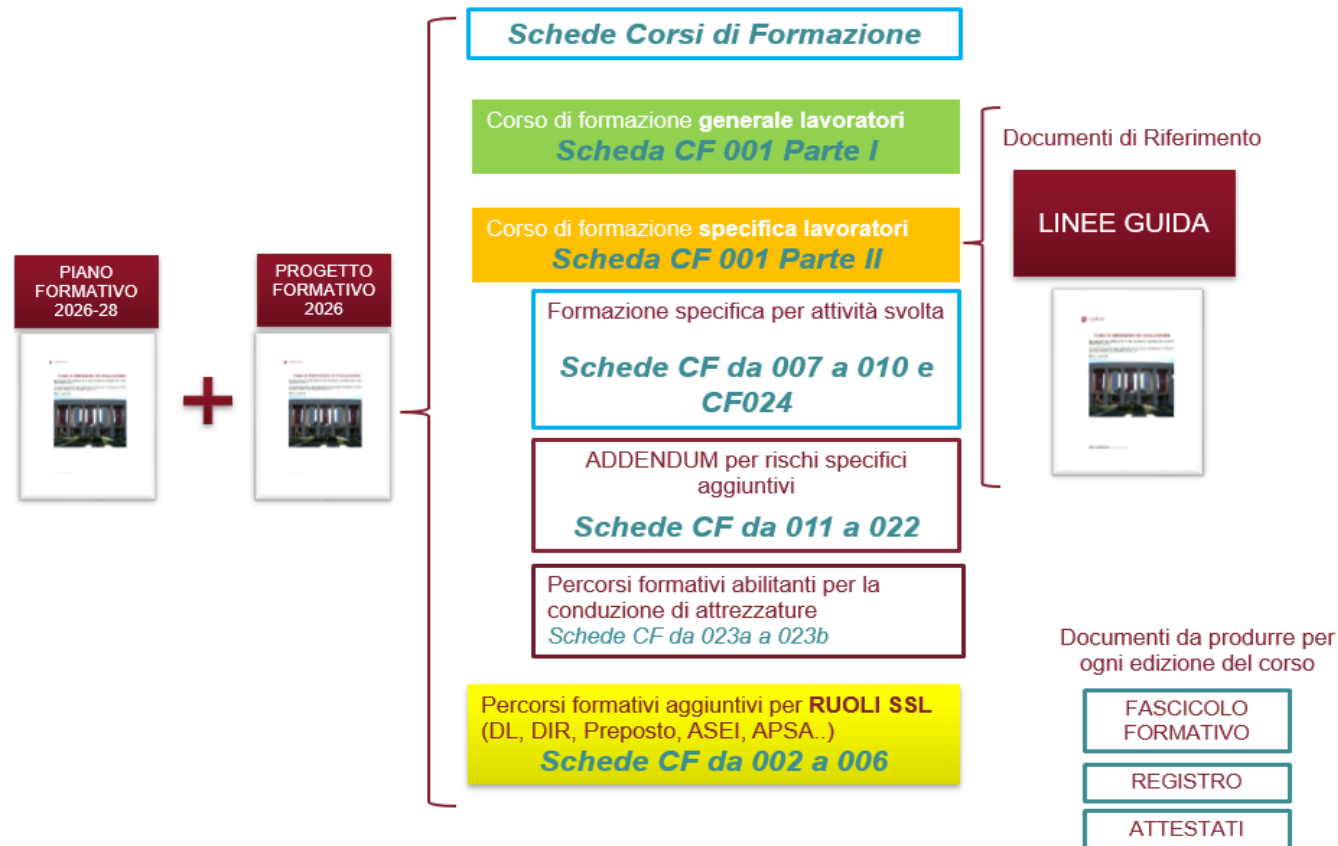 Schede Corsi di Formazione
Corso di formazione generale lavoratori
Scheda CF 001 Parte I
Documenti di Riferimento
LINEE GUIDA
Corso di formazione specifica lavoratori
Scheda CF 001 Parte II
PIANO
FORMATIVO
2026-28
+
PROGETTO
FORMATIVO
2026
Formazione specifica per attività svolta
Schede CF da 007 a 010 e
CF024
ADDENDUM per rischi specifici
aggiuntivi
Schede CF da 011 a 022
Percorsi formativi abilitanti per la
conduzione di attrezzature
Schede CF da 023a a 023b
Percorsi formativi aggiuntivi per RUOLI SSL
(DL, DIR, Preposto, ASEI, APSA..)
Schede CF da 002 a 006
Documenti da produrre per
ogni edizione del corso
FASCICOLO
FORMATIVO
REGISTRO
ATTESTATI